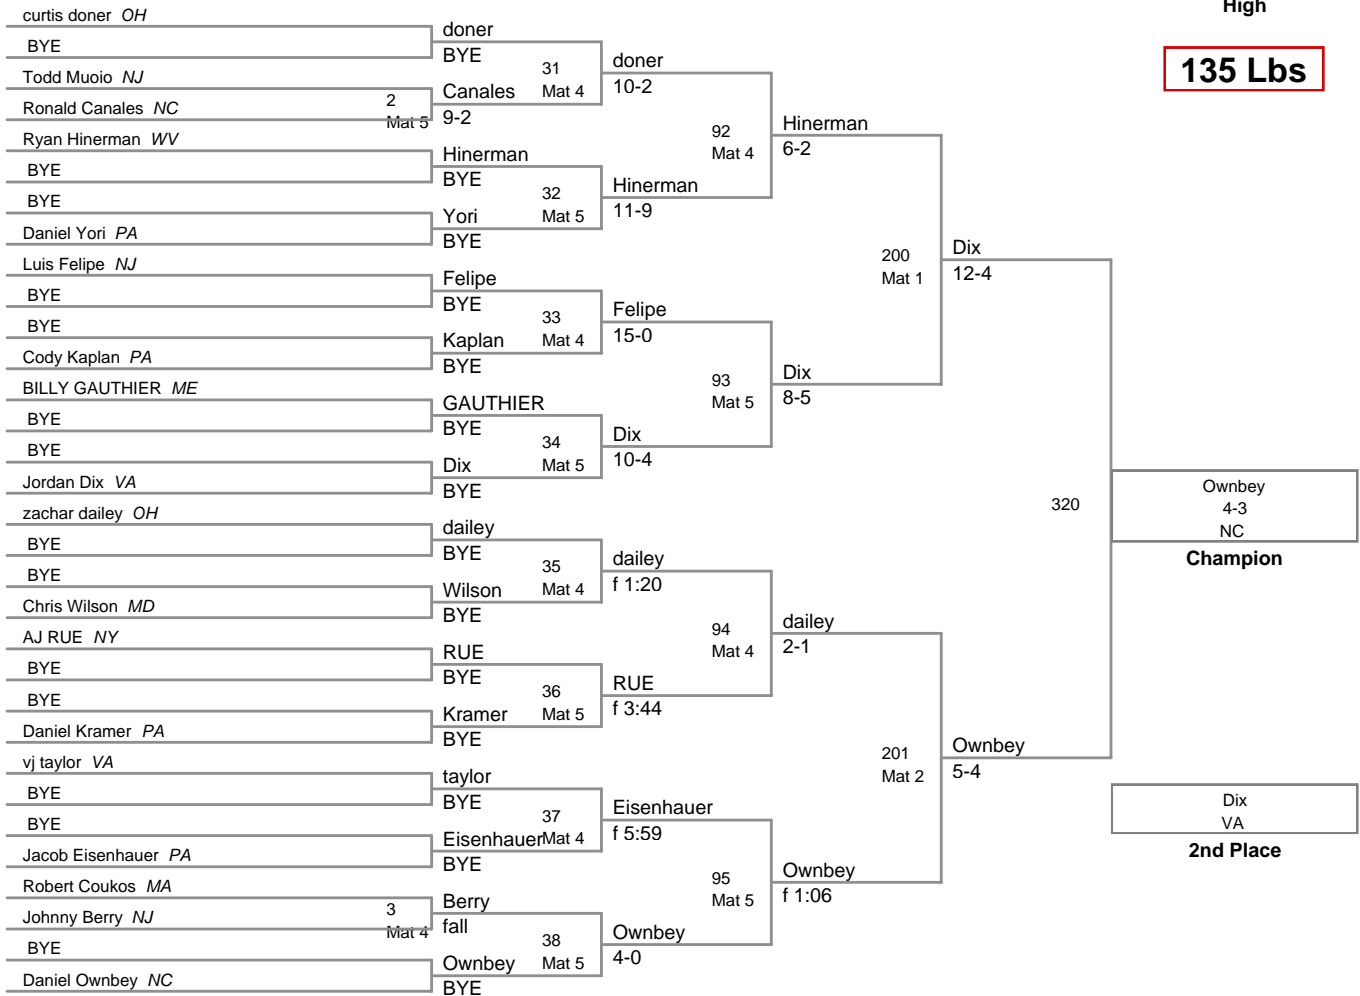 High
135 Lbs
curtis doner OH
BYE
Todd Muoio NJ
Ronald Canales NC
Ryan Hinerman WV
BYE
BYE
Daniel Yori PA
Luis Felipe NJ
BYE
BYE
Cody Kaplan PA
BILLY GAUTHIER ME
BYE
BYE
Jordan Dix VA
zachar dailey OH
BYE
BYE
Chris Wilson MD
AJ RUE NY
BYE
BYE
Daniel Kramer PA
vj taylor VA
BYE
BYE
Jacob Eisenhauer PA
Robert Coukos MA
Johnny Berry NJ
BYE
Daniel Ownbey NC
2
Mat 5
3
Mat 4
doner
BYE
Canales
9-2
Hinerman
BYE
Yori
BYE
Felipe
BYE
Kaplan
BYE
GAUTHIER
BYE
Dix
BYE
dailey
BYE
Wilson
BYE
RUE
BYE
Kramer
BYE
taylor
BYE
Eisenhauer
BYE
Berry
fall
Ownbey
BYE
31
Mat 4
32
Mat 5
33
Mat 4
34
Mat 5
35
Mat 4
36
Mat 5
37
Mat 4
38
Mat 5
doner
10-2
Hinerman
11-9
Felipe
15-0
Dix
10-4
dailey
f 1:20
RUE
f 3:44
Eisenhauer
f 5:59
Ownbey
4-0
92
Mat 4
93
Mat 5
94
Mat 4
95
Mat 5
Hinerman
6-2
Dix
8-5
dailey
2-1
Ownbey
f 1:06
200
Mat 1
201
Mat 2
Dix
12-4
Ownbey
5-4
320
Ownbey
4-3
NC
Champion
Dix
VA
2nd Place